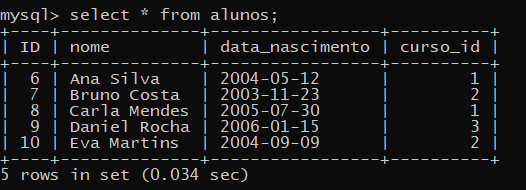 mysql> select * from alunos;
+----+--------------+-----------------+----------+
| ID | nome         | data_nascimento | curso_id |
+----+--------------+-----------------+----------+
|  6 | Ana Silva    | 2004-05-12      |        1 |
|  7 | Bruno Costa  | 2003-11-23      |        2 |
|  8 | Carla Mendes | 2005-07-30      |        1 |
|  9 | Daniel Rocha | 2006-01-15      |        3 |
| 10 | Eva Martins  | 2004-09-09      |        2 |
+----+--------------+-----------------+----------+
5 rows in set (0.034 sec)